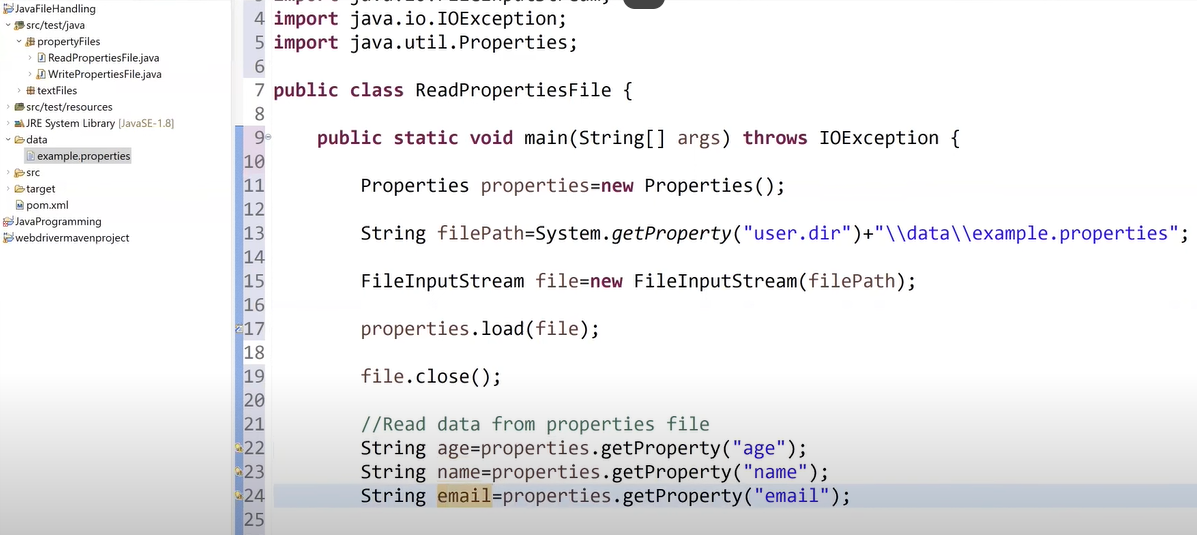 JavaFileHandling
src/test/java
propertyFiles
ReadPropertiesFile.java
WritePropertiesFile.java
textFiles
src/test/resources
JRE System Library [JavaSE-1.8]
data
example.properties
src
target
pom.xml
JavaProgramming
webdrivermavenproject
4 import java.io.IOException;
5 import java.util.Properties;
6
7 public class ReadPropertiesFile {
8
9 public static void main(String[] args) throws IOException {
10
11 Properties properties=new Properties();
12
13 String filePath=System.getProperty("user.dir")+"\\data\\example.properties";
14
15 FileInputStream file=new FileInputStream(filePath);
16
17 properties.load(file);
18
19 file.close();
20
21 //Read data from properties file
22 String age=properties.getProperty("age");
23 String name=properties.getProperty("name");
24 String email=properties.getProperty("email");
25